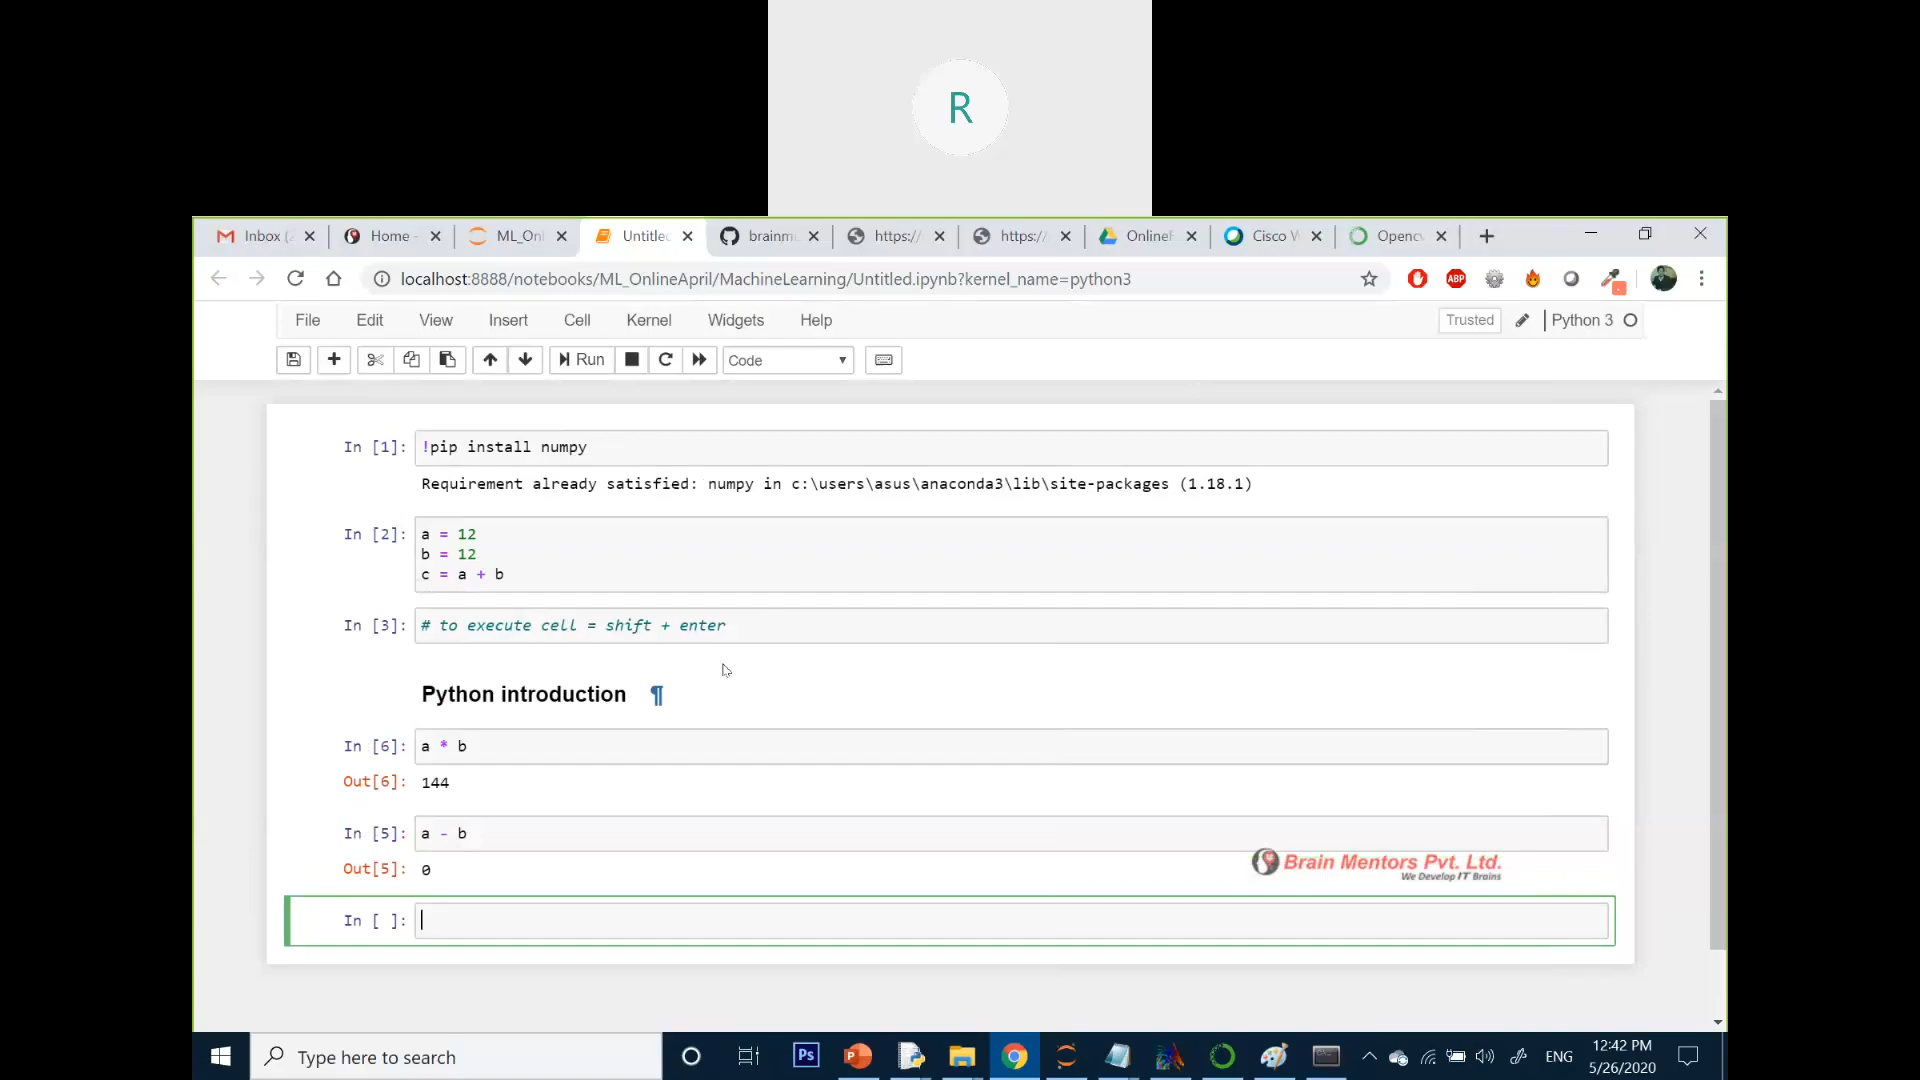 R
Inbox (
Home -
ML_Onl
Untitled
brainm
https://
https://
OnlineF
Cisco W
Openc
localhost:8888/notebooks/ML_OnlineApril/MachineLearning/Untitled.ipynb?kernel_name=python3
ABP
File Edit View Insert Cell Kernel Widgets Help
Trusted
Python 3
Run
Code
In [1]: !pip install numpy
Requirement already satisfied: numpy in c:\users\asus\anaconda3\lib\site-packages (1.18.1)
In [2]: a = 12
b = 12
c = a + b
In [3]: # to execute cell = shift + enter
Python introduction ¶
In [6]: a * b
Out[6]: 144
In [5]: a - b
Out[5]: 0
Brain Mentors Pvt. Ltd.
We Develop IT Brains
In [ ]:
Type here to search
Ps
P
ENG
12:42 PM
5/26/2020